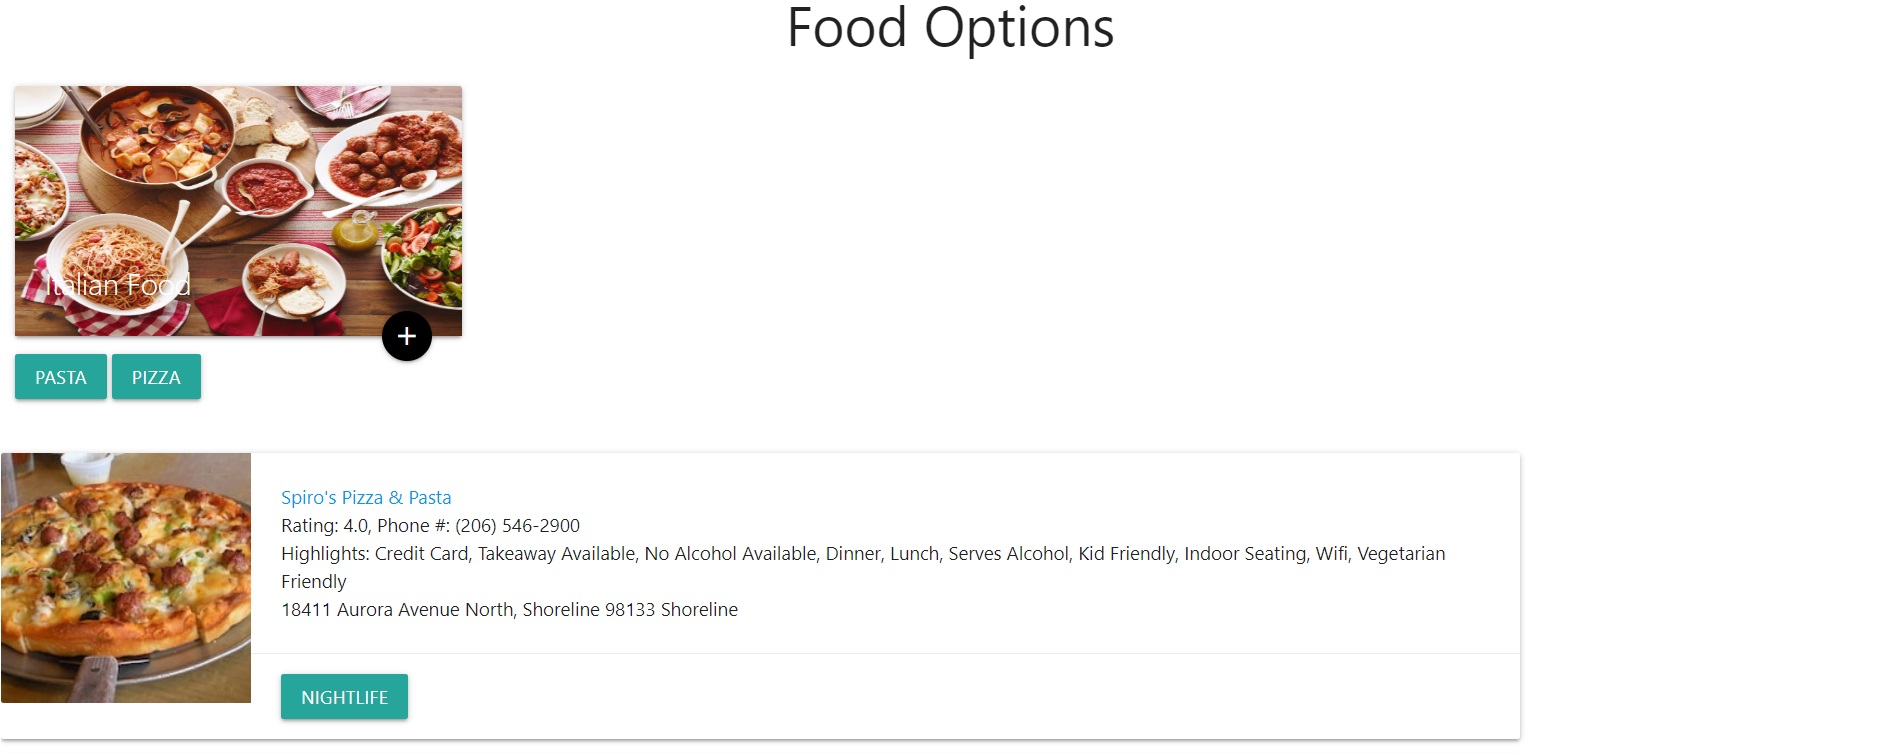 Food Options
Italian Food
+
PASTA PIZZA
Spiro's Pizza & Pasta
Rating: 4.0, Phone #: (206) 546-2900
Highlights: Credit Card, Takeaway Available, No Alcohol Available, Dinner, Lunch, Serves Alcohol, Kid Friendly, Indoor Seating, Wifi, Vegetarian
Friendly
18411 Aurora Avenue North, Shoreline 98133 Shoreline
NIGHTLIFE